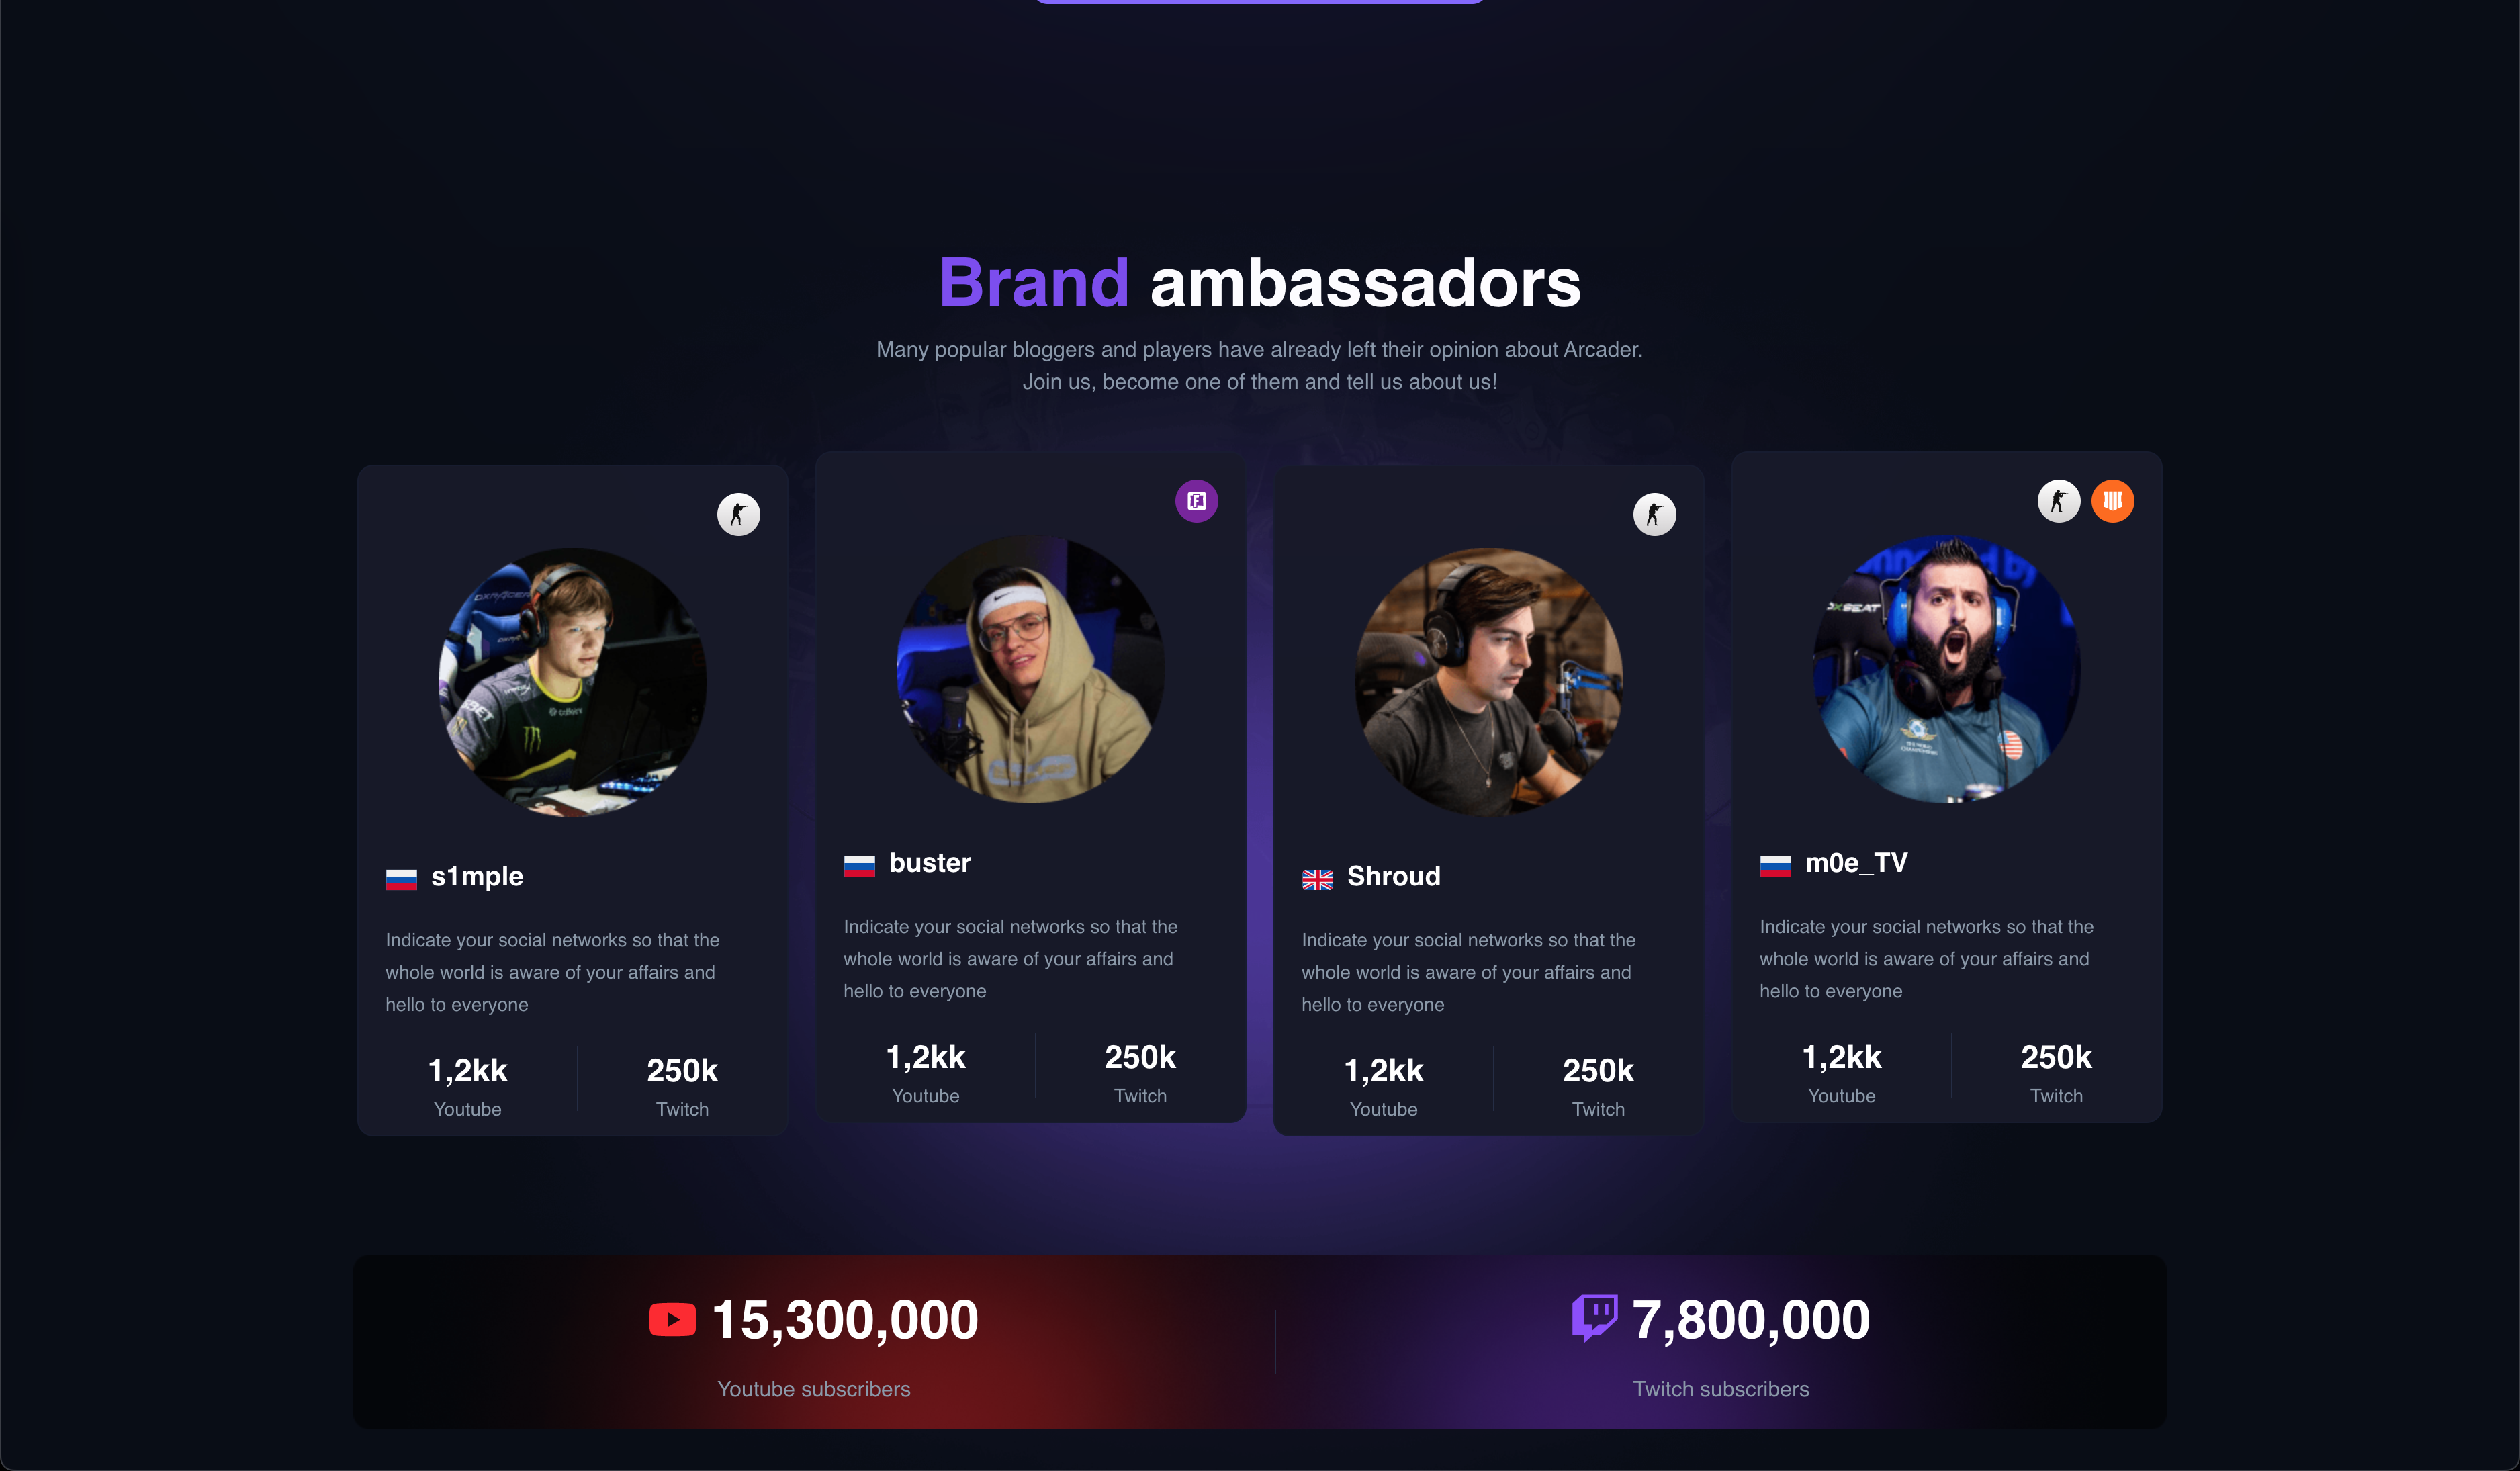 Brand ambassadors
Many popular bloggers and players have already left their opinion about Arcader.
Join us, become one of them and tell us about us!
DXRACER
s1mple
Indicate your social networks so that the
whole world is aware of your affairs and
hello to everyone
1,2kk
Youtube
250k
Twitch
buster
Indicate your social networks so that the
whole world is aware of your affairs and
hello to everyone
1,2kk
Youtube
250k
Twitch
Shroud
Indicate your social networks so that the
whole world is aware of your affairs and
hello to everyone
1,2kk
Youtube
250k
Twitch
m0e_TV
Indicate your social networks so that the
whole world is aware of your affairs and
hello to everyone
1,2kk
Youtube
250k
Twitch
15,300,000
Youtube subscribers
7,800,000
Twitch subscribers